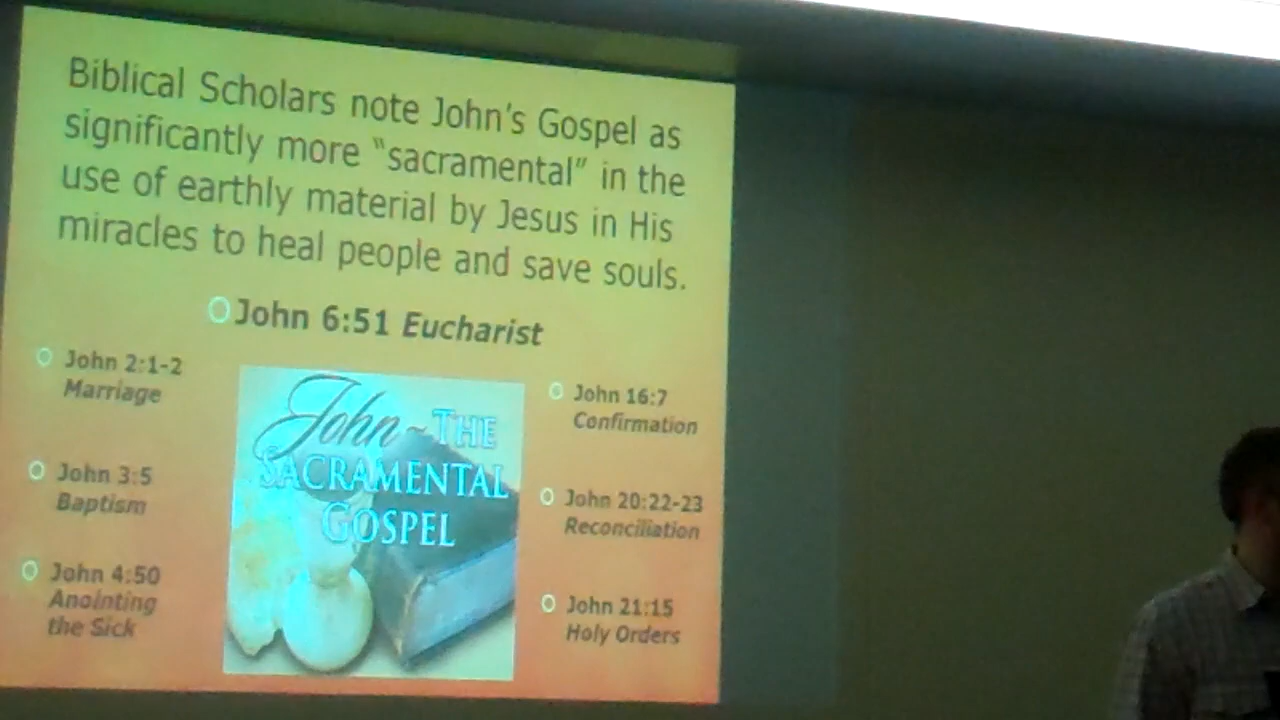 Biblical Scholars note John's Gospel as
significantly more "sacramental" in the
use of earthly material by Jesus in His
miracles to heal people and save souls.
John 6:51 Eucharist
John 2:1-2
Marriage
John 3:5
Baptism
John 4:50
Anointing
the Sick
John - THE
SACRAMENTAL
GOSPEL
John 16:7
Confirmation
John 20:22-23
Reconciliation
John 21:15
Holy Orders